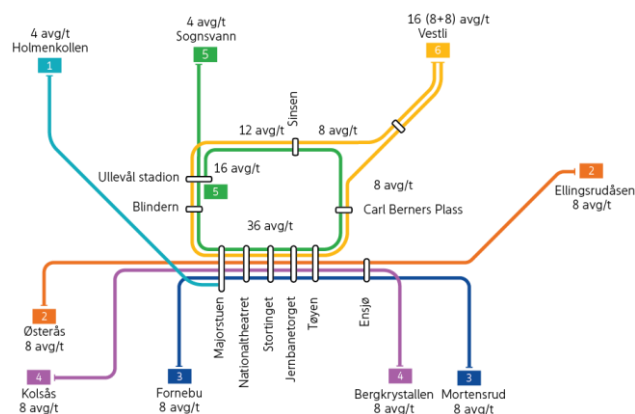 4 avg/t
Holmenkollen
1
4 avg/t
Sognsvann
5
16 (8+8) avg/t
Vestli
6
Sinsen
12 avg/t
8 avg/t
Ullevål stadion
16 avg/t
5
Blindern
8 avg/t
Carl Berners Plass
2
Ellingsrudåsen
8 avg/t
36 avg/t
Majorstuen
Nationaltheatret
Stortinget
Jernbanetorget
Tøyen
Ensjø
2
Østerås
8 avg/t
4
Kolsås
8 avg/t
3
Fornebu
8 avg/t
4
Bergkrystallen
8 avg/t
3
Mortensrud
8 avg/t